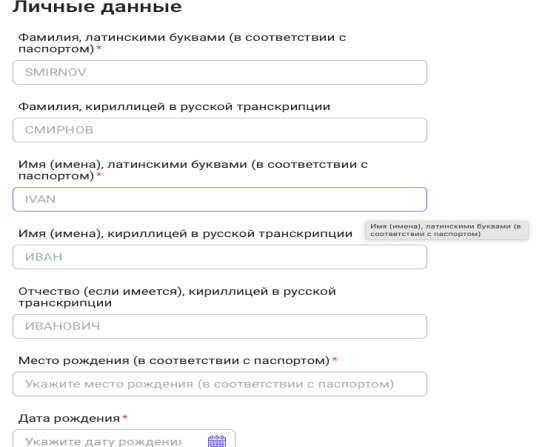 Личные данные
Фамилия, латинскими буквами (в соответствии с
паспортом)*
SMIRNOV
Фамилия, кириллицей в русской транскрипции
СМИРНОВ
Имя (имена), латинскими буквами (в соответствии с
паспортом)*
IVAN
Имя (имена), латинскими буквами (в
соответствии с паспортом)
Имя (имена), кириллицей в русской транскрипции
ИВАН
Отчество (если имеется), кириллицей в русской
транскрипции
ИВАНОВИЧ
Место рождения (в соответствии с паспортом)*
Укажите место рождения (в соответствии с паспортом)
Дата рождения*
Укажите дату рождения